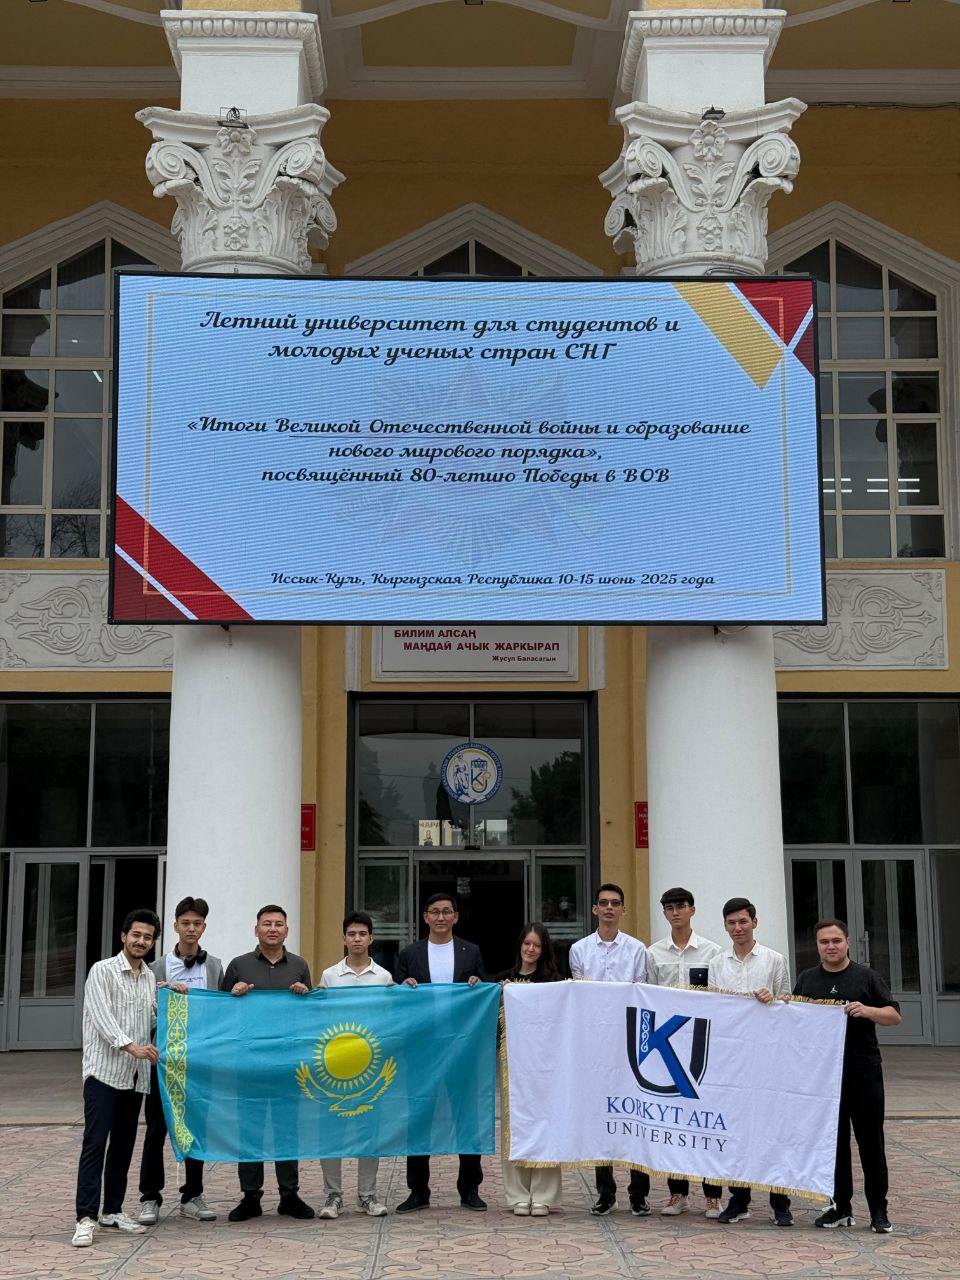 Летний университет для студентов и
молодых ученых стран СНГ
«Итоги Великой Отечественной войны и образование
нового мирового порядка»,
посвящённый 80-летию Победы в ВОВ
Иссык-Куль, Кыргызская Республика 10-15 июнь 2025 года
БИЛИМ АЛСАҢ
МАҢДАЙ АЧЫК ЖАРКЫРАП
Жусуп Баласагын
KORKYT ATA
UNIVERSITY